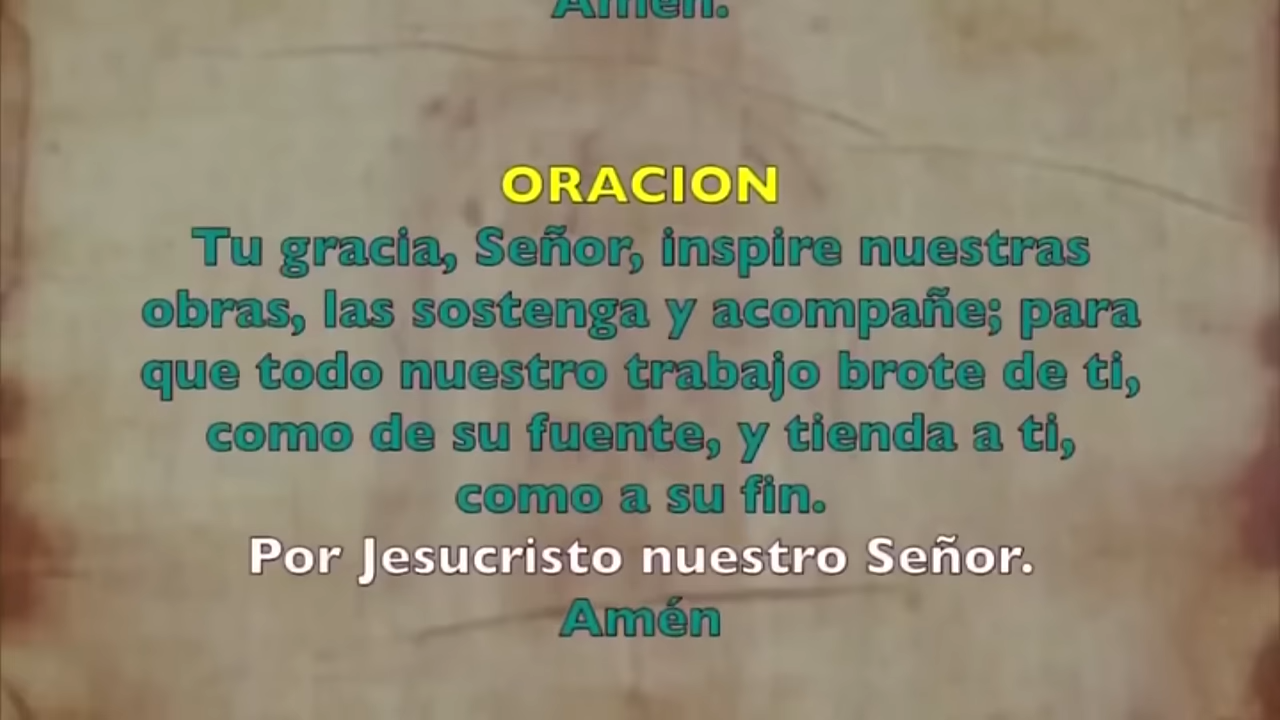 Amén.
ORACION
Tu gracia, Señor, inspire nuestras
obras, las sostenga y acompañe; para
que todo nuestro trabajo brote de ti,
como de su fuente, y tienda a ti,
como a su fin.
Por Jesucristo nuestro Señor.
Amén